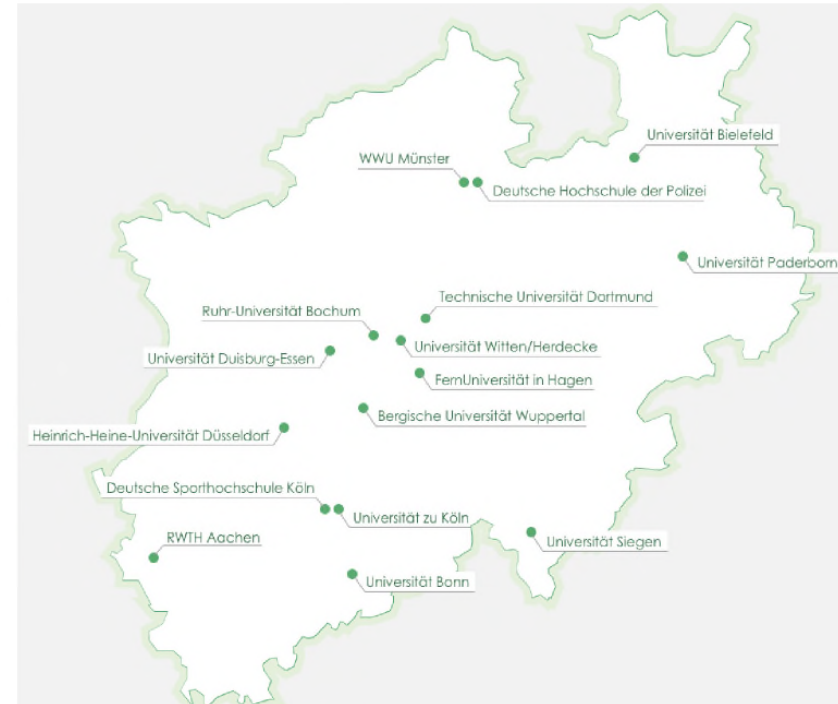 Universität Bielefeld
WWU Münster
Deutsche Hochschule der Polizei
Universität Paderborn
Technische Universität Dortmund
Ruhr-Universität Bochum
Universität Witten/Herdecke
Universität Duisburg-Essen
FernUniversität in Hagen
Bergische Universität Wuppertal
Heinrich-Heine-Universität Düsseldorf
Deutsche Sporthochschule Köln
Universität zu Köln
RWTH Aachen
Universität Siegen
Universität Bonn